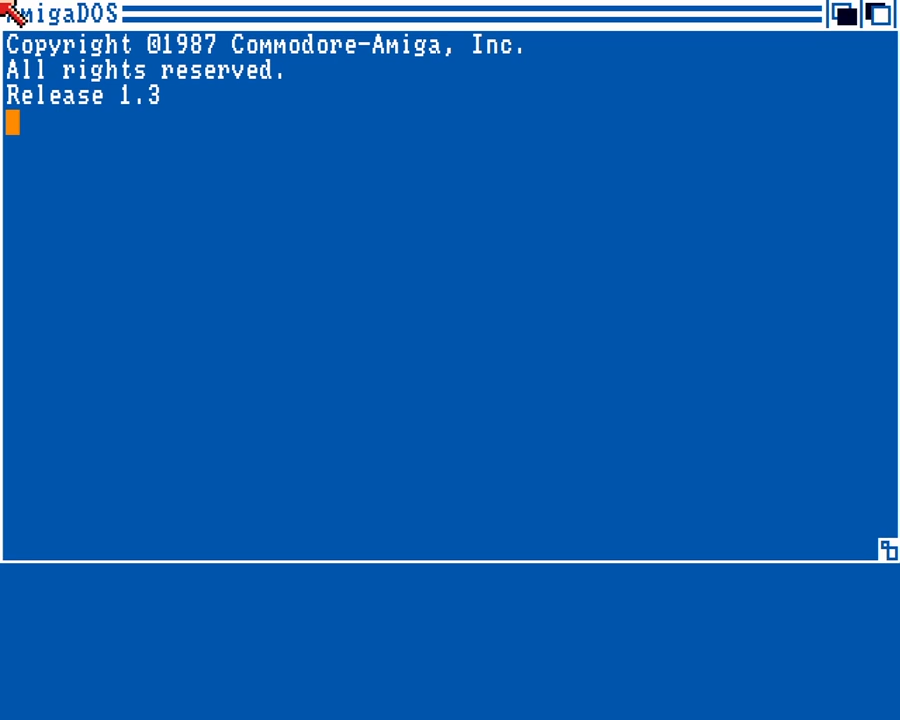 AmigaDOS
Copyright ©1987 Commodore-Amiga, Inc.
All rights reserved.
Release 1.3